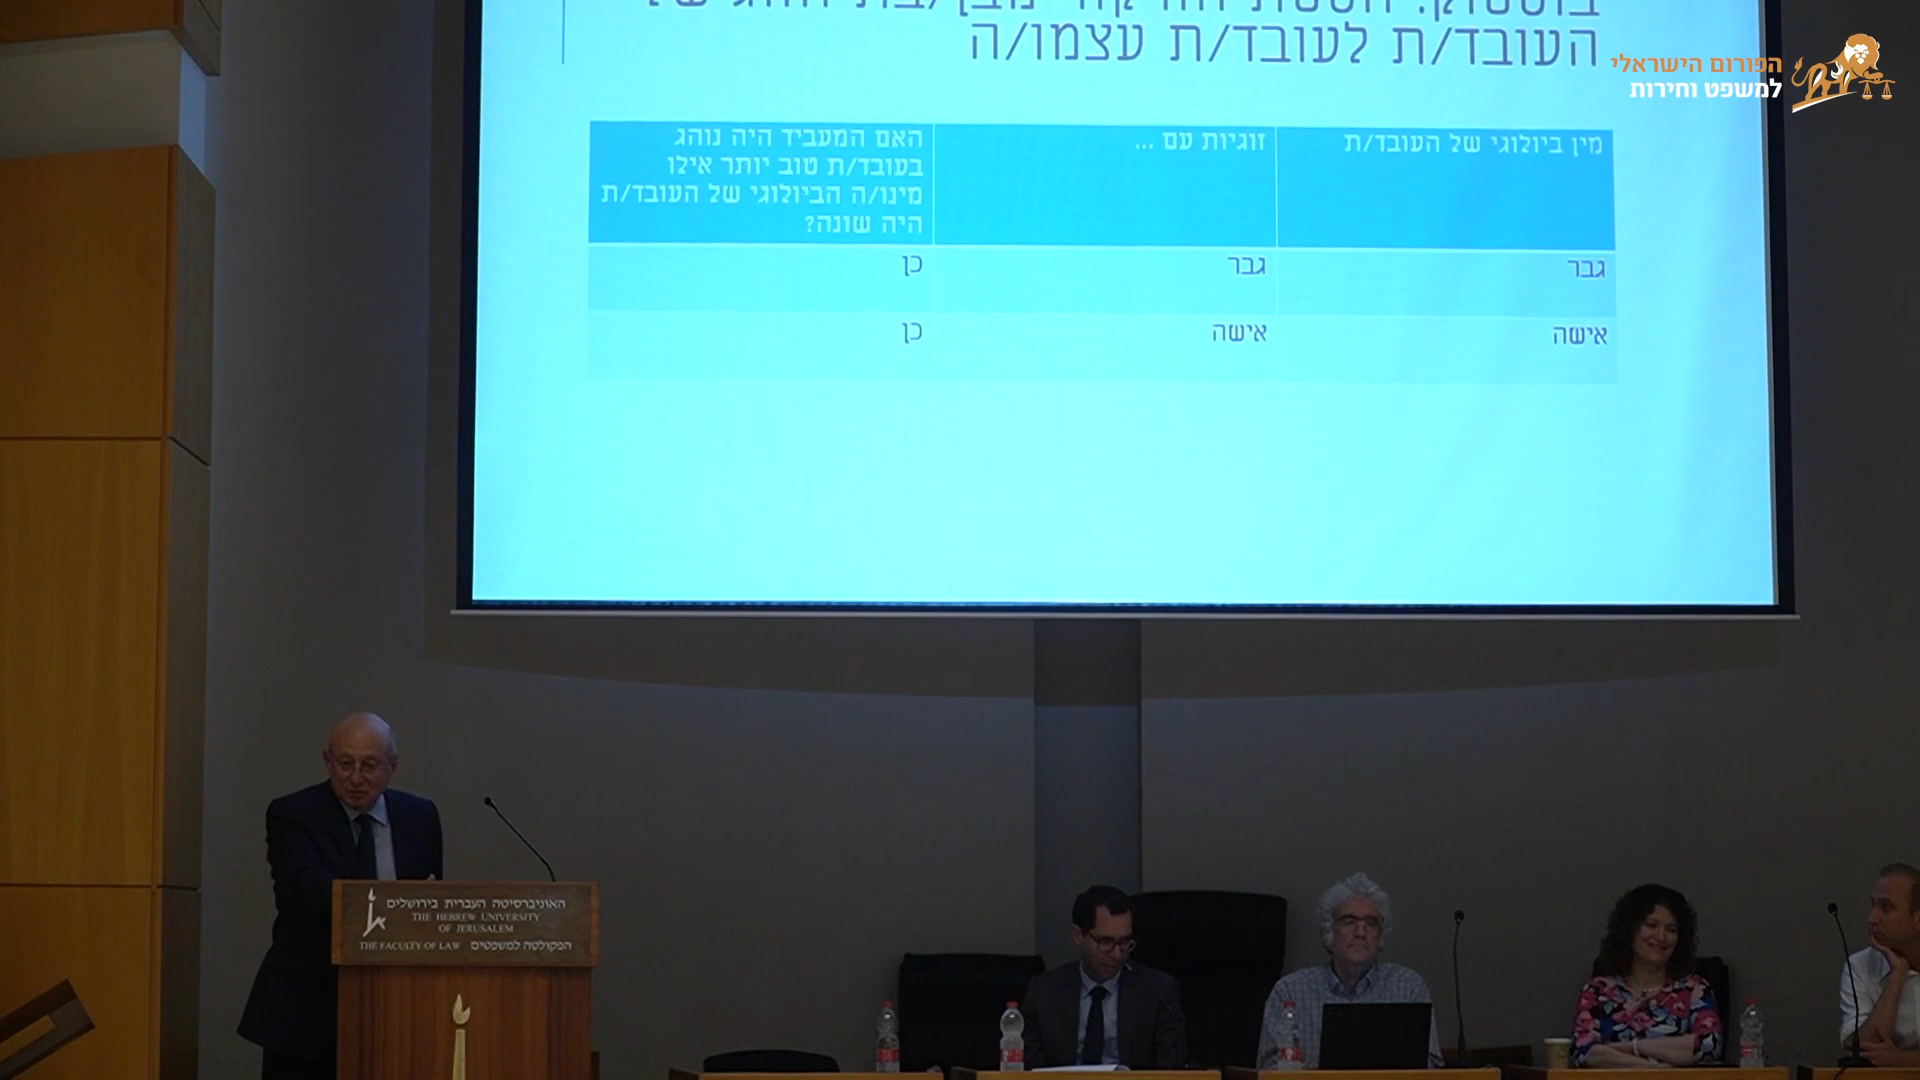 העובד/ת לעובד/ת עצמו/ה
הפורום הישראלי
למשפט וחירות
מין ביולוגי של העובד/ת
זוגיות עם ...
האם המעביד היה נוהג
בעובד/ת טוב יותר אילו
מינו/ה הביולוגי של העובד/ת
היה שונה?
גבר
גבר
כן
אישה
אישה
כן
האוניברסיטה העברית בירושלים
THE HEBREW UNIVERSITY
OF JERUSALEM
THE FACULTY OF LAW הפקולטה למשפטים